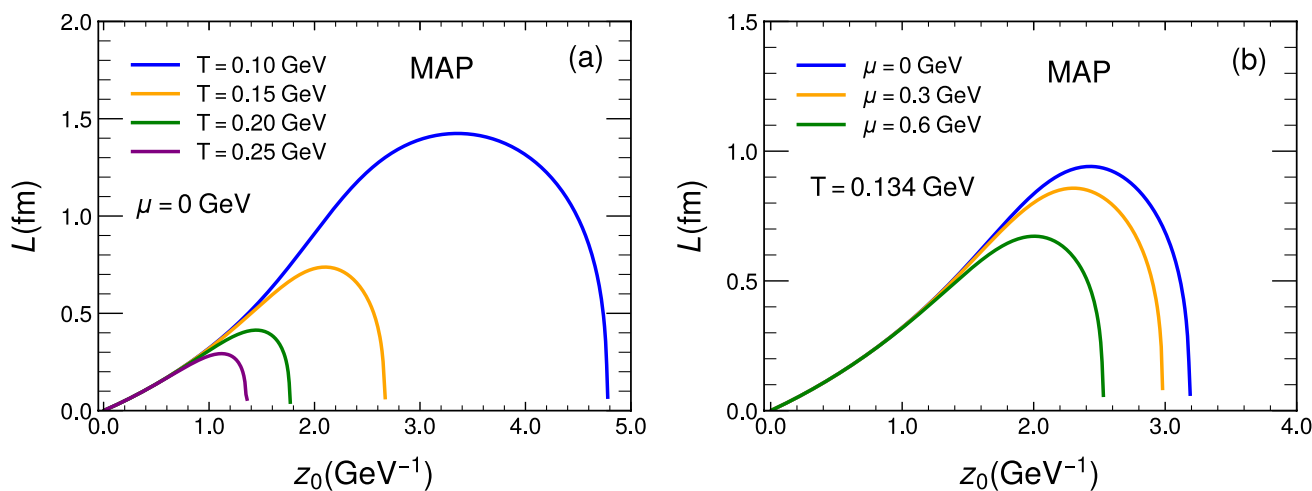 (a)
MAP
T = 0.10 GeV
T = 0.15 GeV
T = 0.20 GeV
T = 0.25 GeV
μ = 0 GeV
2.0
1.5
1.0
0.5
0.0
L(fm)
0.0 1.0 2.0 3.0 4.0 5.0
z₀(GeV⁻¹)
(b)
MAP
μ = 0 GeV
μ = 0.3 GeV
μ = 0.6 GeV
T = 0.134 GeV
1.5
1.0
0.5
0.0
L(fm)
0.0 1.0 2.0 3.0 4.0
z₀(GeV⁻¹)